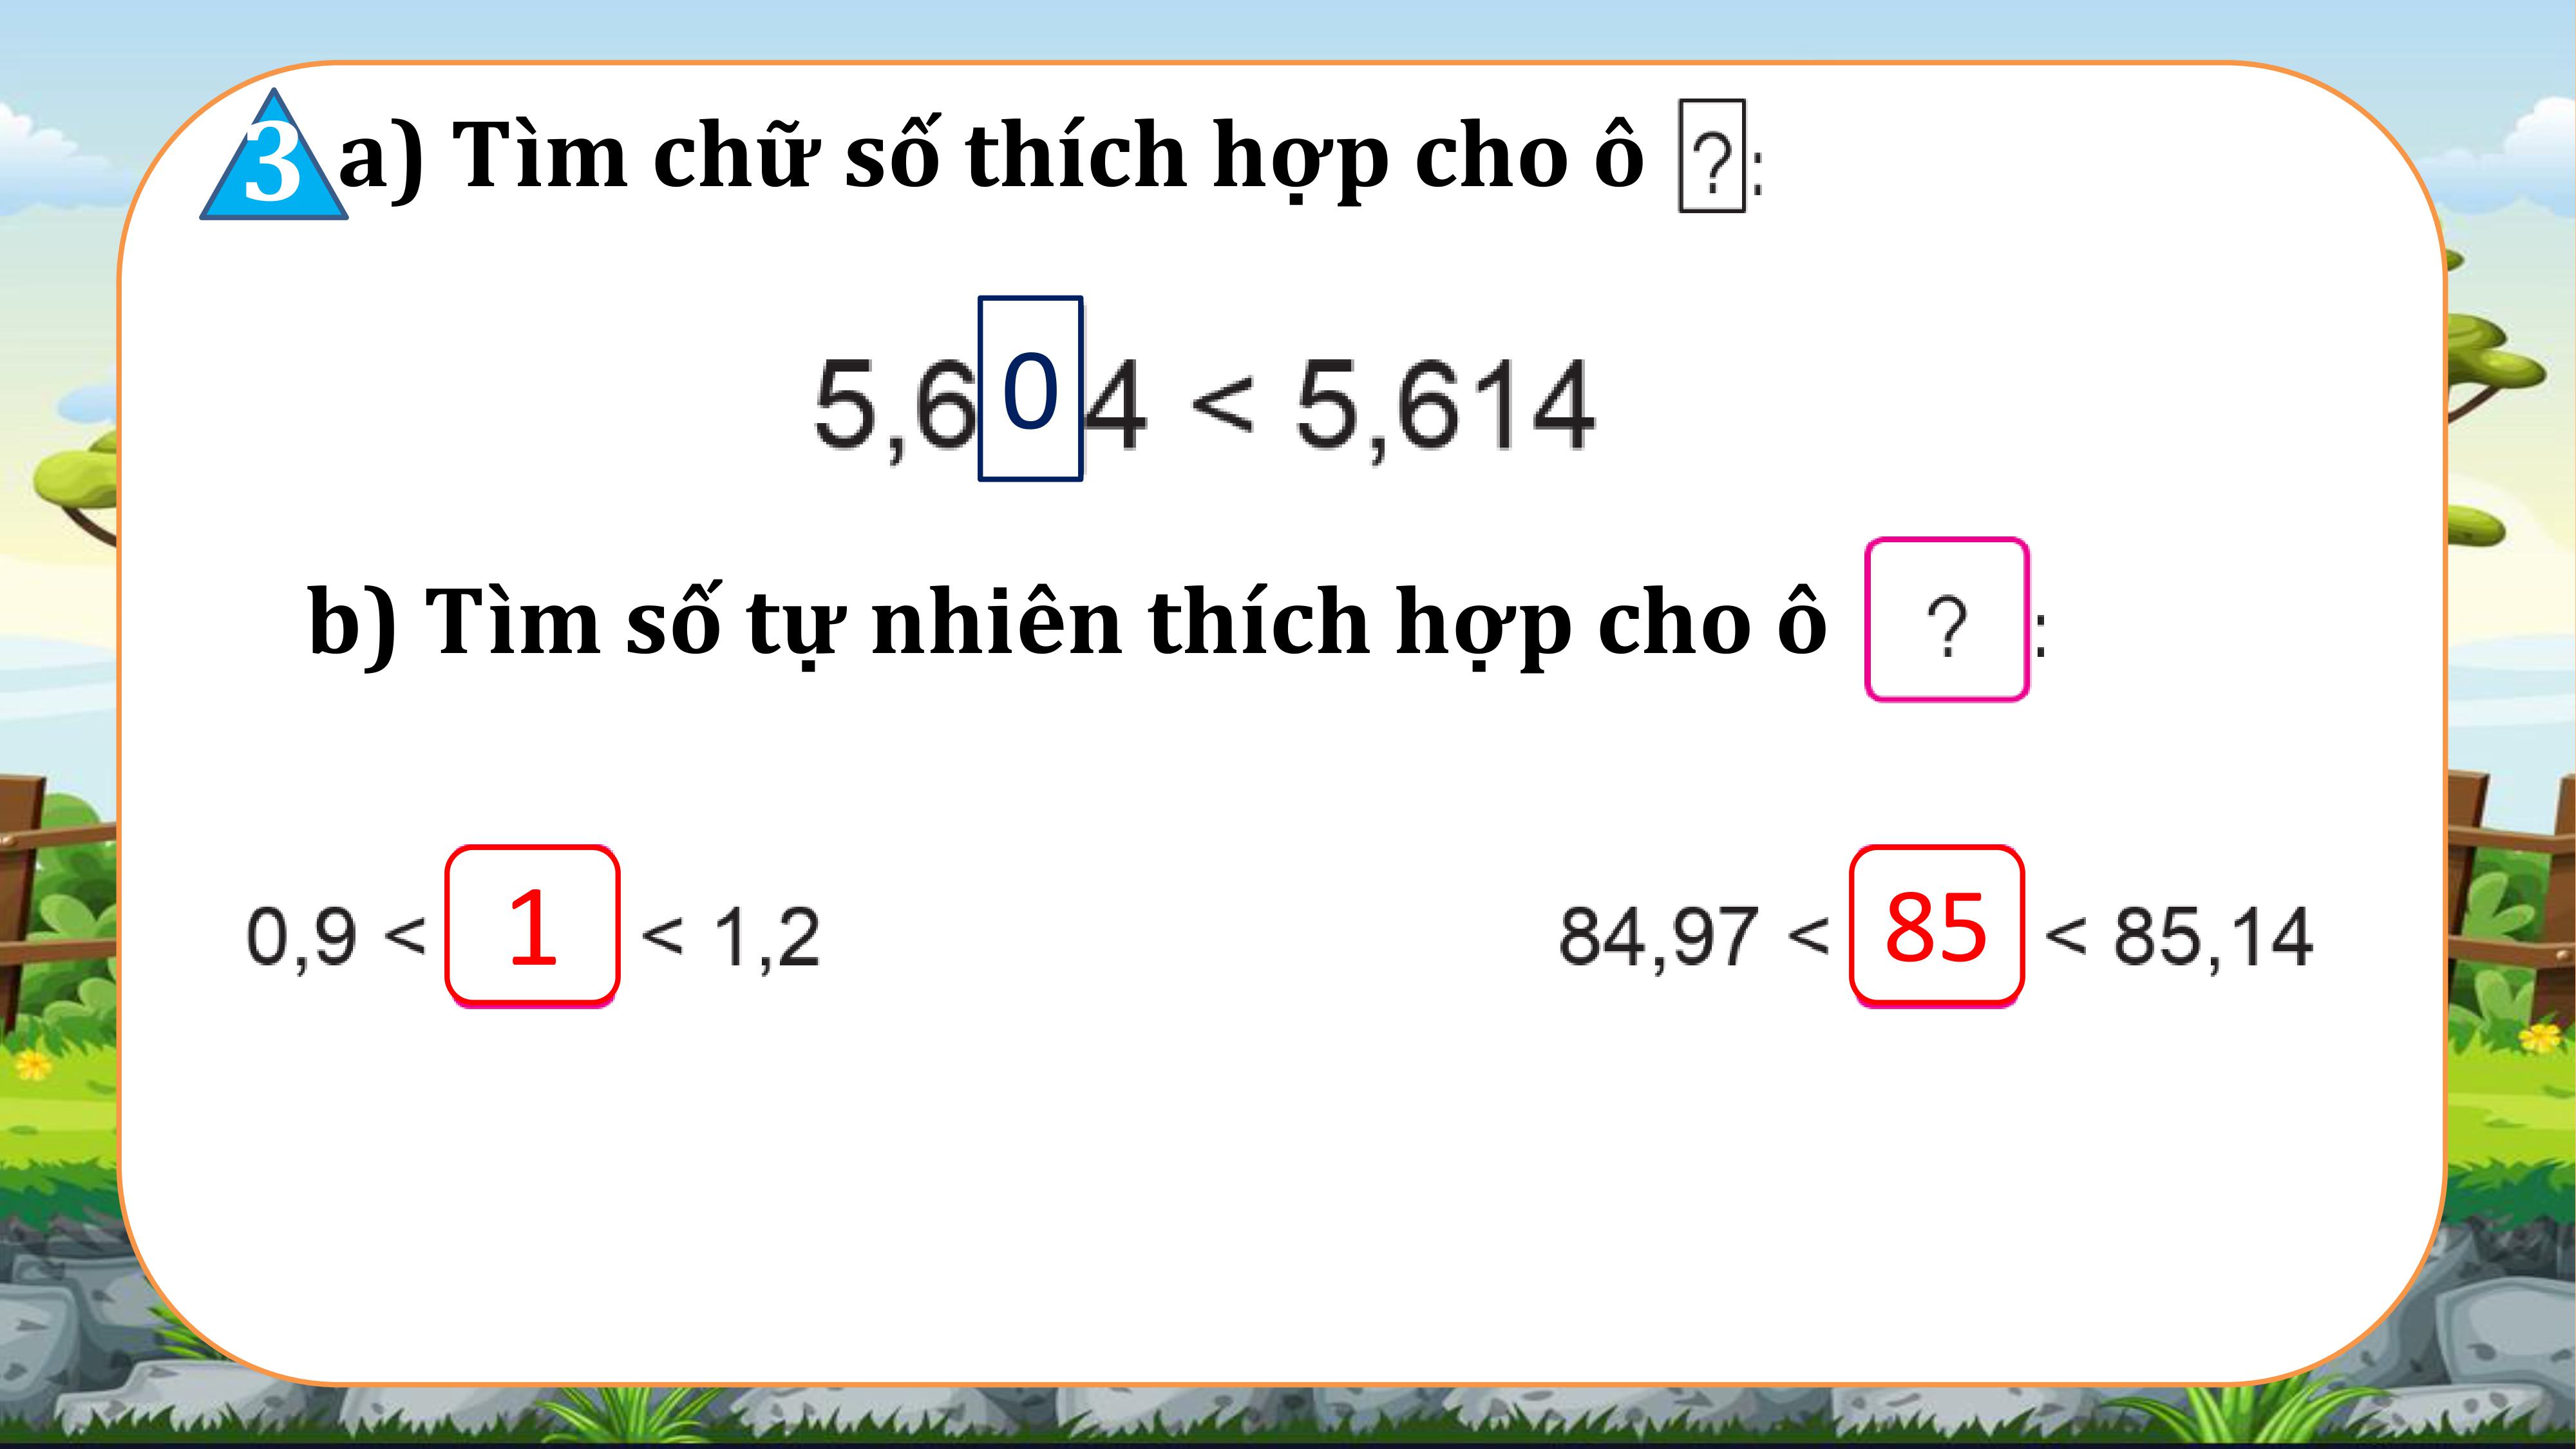 3 a) Tìm chữ số thích hợp cho ô ?:
5,6 0 4 < 5,614
b) Tìm số tự nhiên thích hợp cho ô ? :
0,9 < 1 < 1,2 84,97 < 85 < 85,14